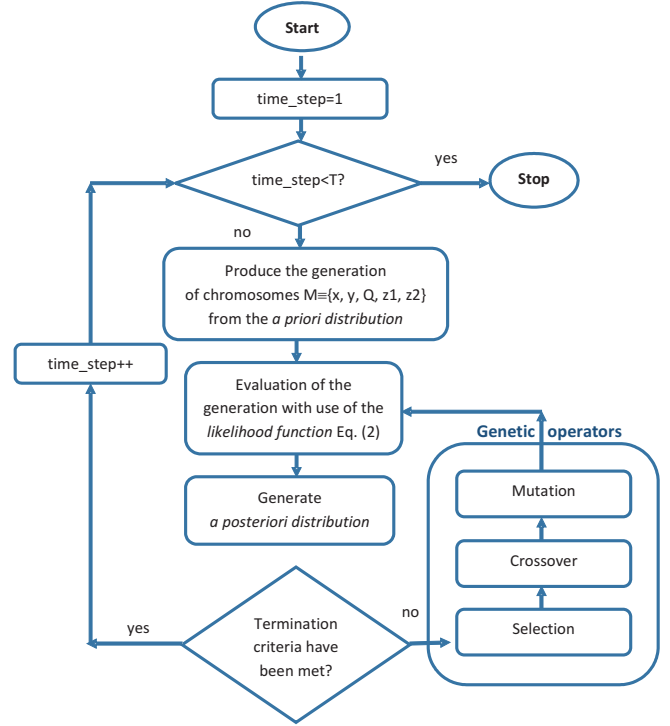 Start
time_step=1
time_step<T?
yes
Stop
no
Produce the generation
of chromosomes M≡{x, y, Q, z1, z2}
from the a priori distribution
time_step++
Evaluation of the
generation with use of the
likelihood function Eq. (2)
Genetic operators
Mutation
Generate
a posteriori distribution
Crossover
Selection
no
yes
Termination
criteria have
been met?